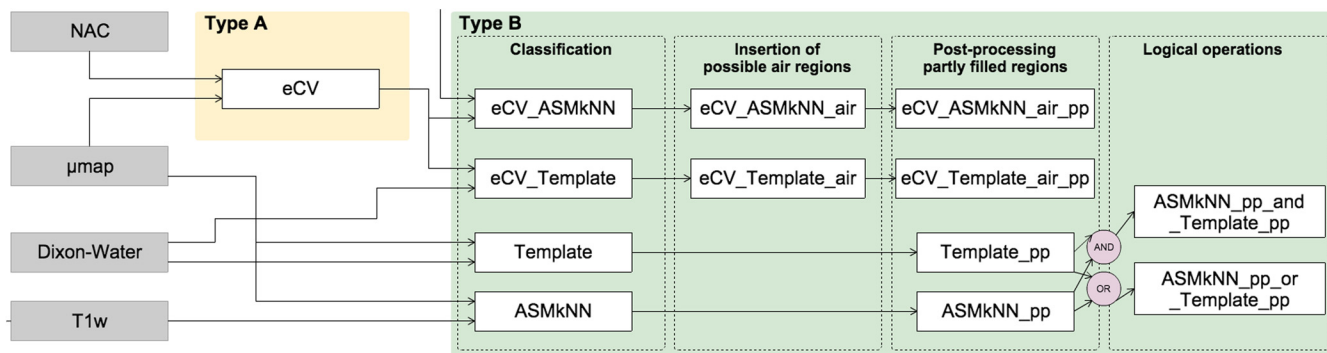 NAC
µmap
Dixon-Water
T1w
Type A
eCV
Type B
Classification
eCV_ASMkNN
eCV_Template
Template
ASMkNN
Insertion of
possible air regions
eCV_ASMkNN_air
eCV_Template_air
Post-processing
partly filled regions
eCV_ASMkNN_air_pp
eCV_Template_air_pp
Template_pp
ASMkNN_pp
AND
OR
Logical operations
ASMkNN_pp_and
_Template_pp
ASMkNN_pp_or
_Template_pp